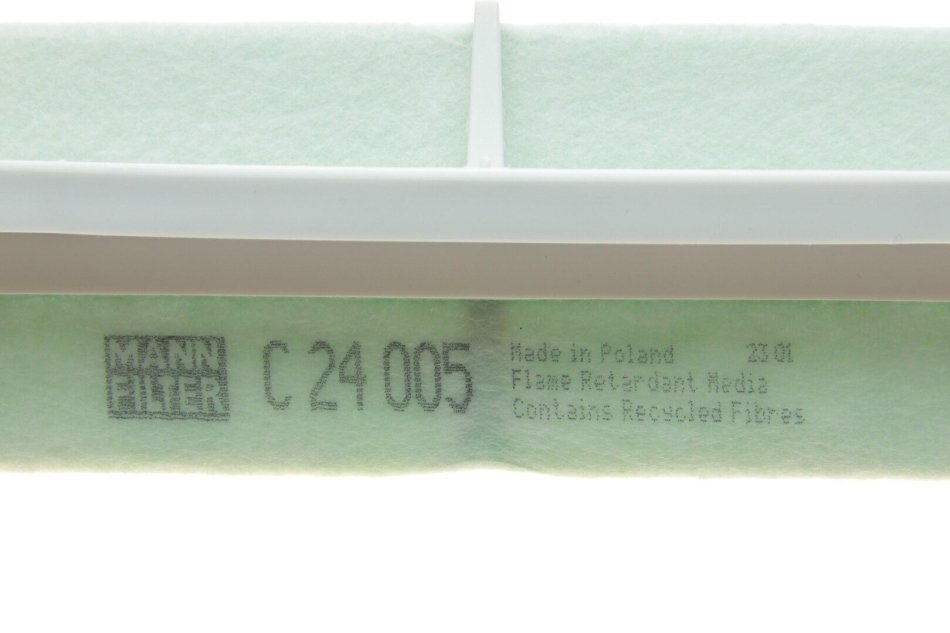 MANN
FILTER
C 24 005
Made in Poland 23 01
Flame Retardant Media
Contains Recycled Fibres